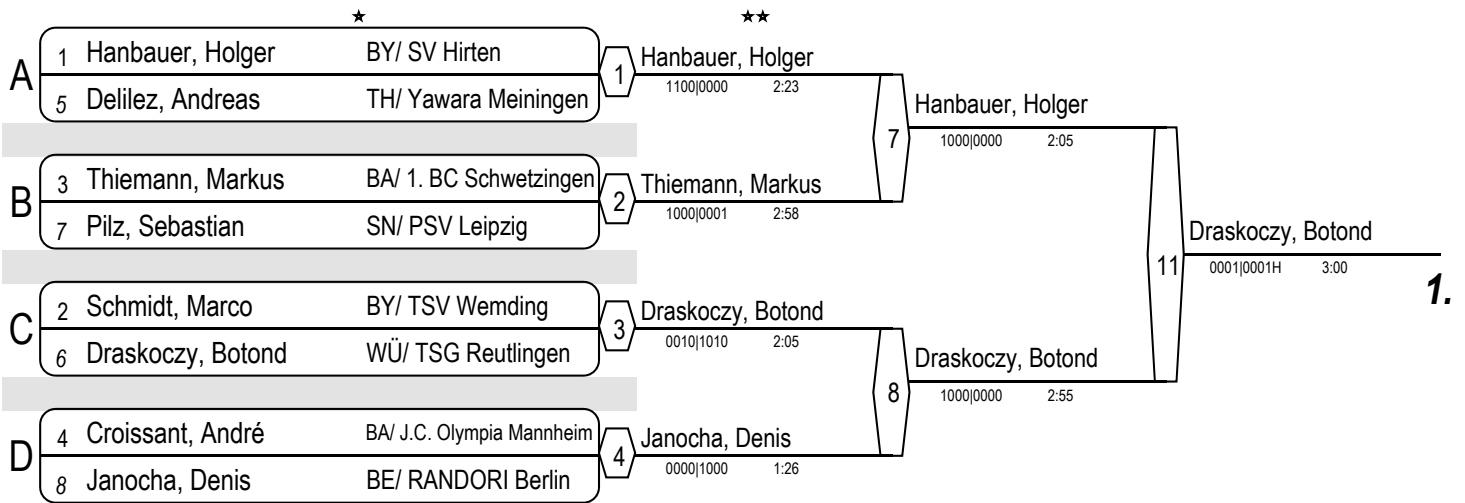 ★ ★★
A
1 Hanbauer, Holger BY/ SV Hirten
5 Delilez, Andreas TH/ Yawara Meiningen
1
Hanbauer, Holger
1100|0000 2:23
B
3 Thiemann, Markus BA/ 1. BC Schwetzingen
7 Pilz, Sebastian SN/ PSV Leipzig
2
Thiemann, Markus
1000|0001 2:58
7
Hanbauer, Holger
1000|0000 2:05
C
2 Schmidt, Marco BY/ TSV Wemding
6 Draskoczy, Botond WÜ/ TSG Reutlingen
3
Draskoczy, Botond
0010|1010 2:05
D
4 Croissant, André BA/ J.C. Olympia Mannheim
8 Janocha, Denis BE/ RANDORI Berlin
4
Janocha, Denis
0000|1000 1:26
8
Draskoczy, Botond
1000|0000 2:55
11
Draskoczy, Botond
0001|0001H 3:00
1.